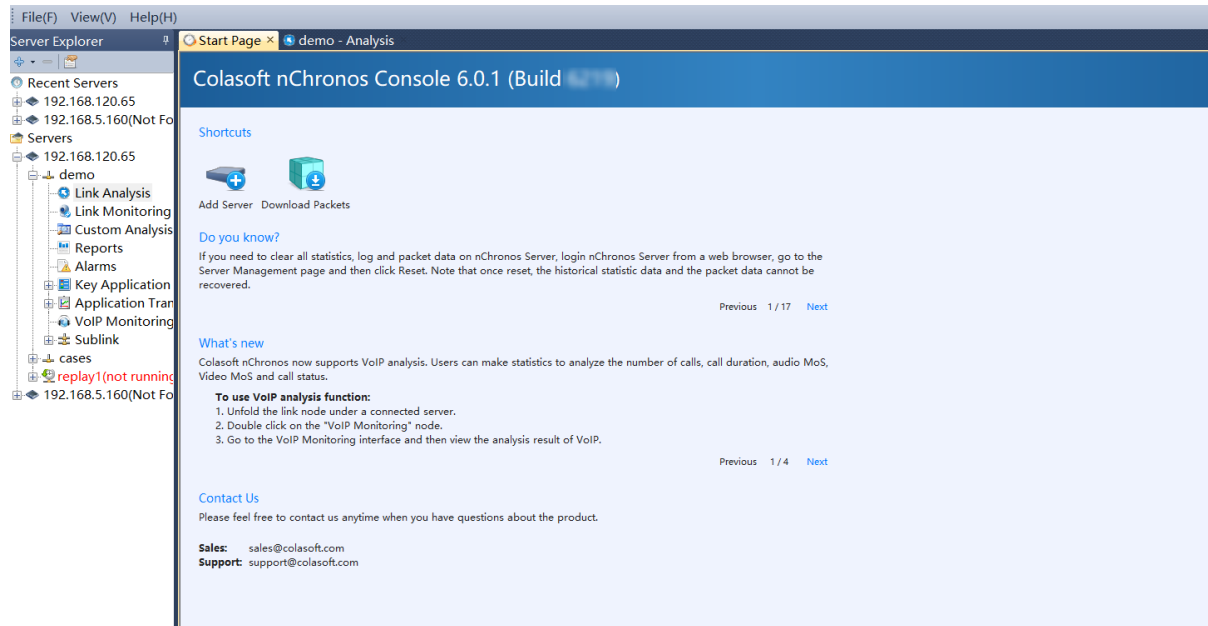 File(F) View(V) Help(H)
Server Explorer
Start Page
demo - Analysis
Recent Servers
192.168.120.65
192.168.5.160(Not Fo
Servers
192.168.120.65
demo
Link Analysis
Link Monitoring
Custom Analysis
Reports
Alarms
Key Application
Application Tran
VoIP Monitoring
Sublink
cases
replay1(not running
192.168.5.160(Not Fo
Colasoft nChronos Console 6.0.1 (Build )
Shortcuts
Add Server Download Packets
Do you know?
If you need to clear all statistics, log and packet data on nChronos Server, login nChronos Server from a web browser, go to the
Server Management page and then click Reset. Note that once reset, the historical statistic data and the packet data cannot be
recovered.
Previous 1 / 17 Next
What's new
Colasoft nChronos now supports VoIP analysis. Users can make statistics to analyze the number of calls, call duration, audio MoS,
Video MoS and call status.
To use VoIP analysis function:
1. Unfold the link node under a connected server.
2. Double click on the "VoIP Monitoring" node.
3. Go to the VoIP Monitoring interface and then view the analysis result of VoIP.
Previous 1 / 4 Next
Contact Us
Please feel free to contact us anytime when you have questions about the product.
Sales: sales@colasoft.com
Support: support@colasoft.com